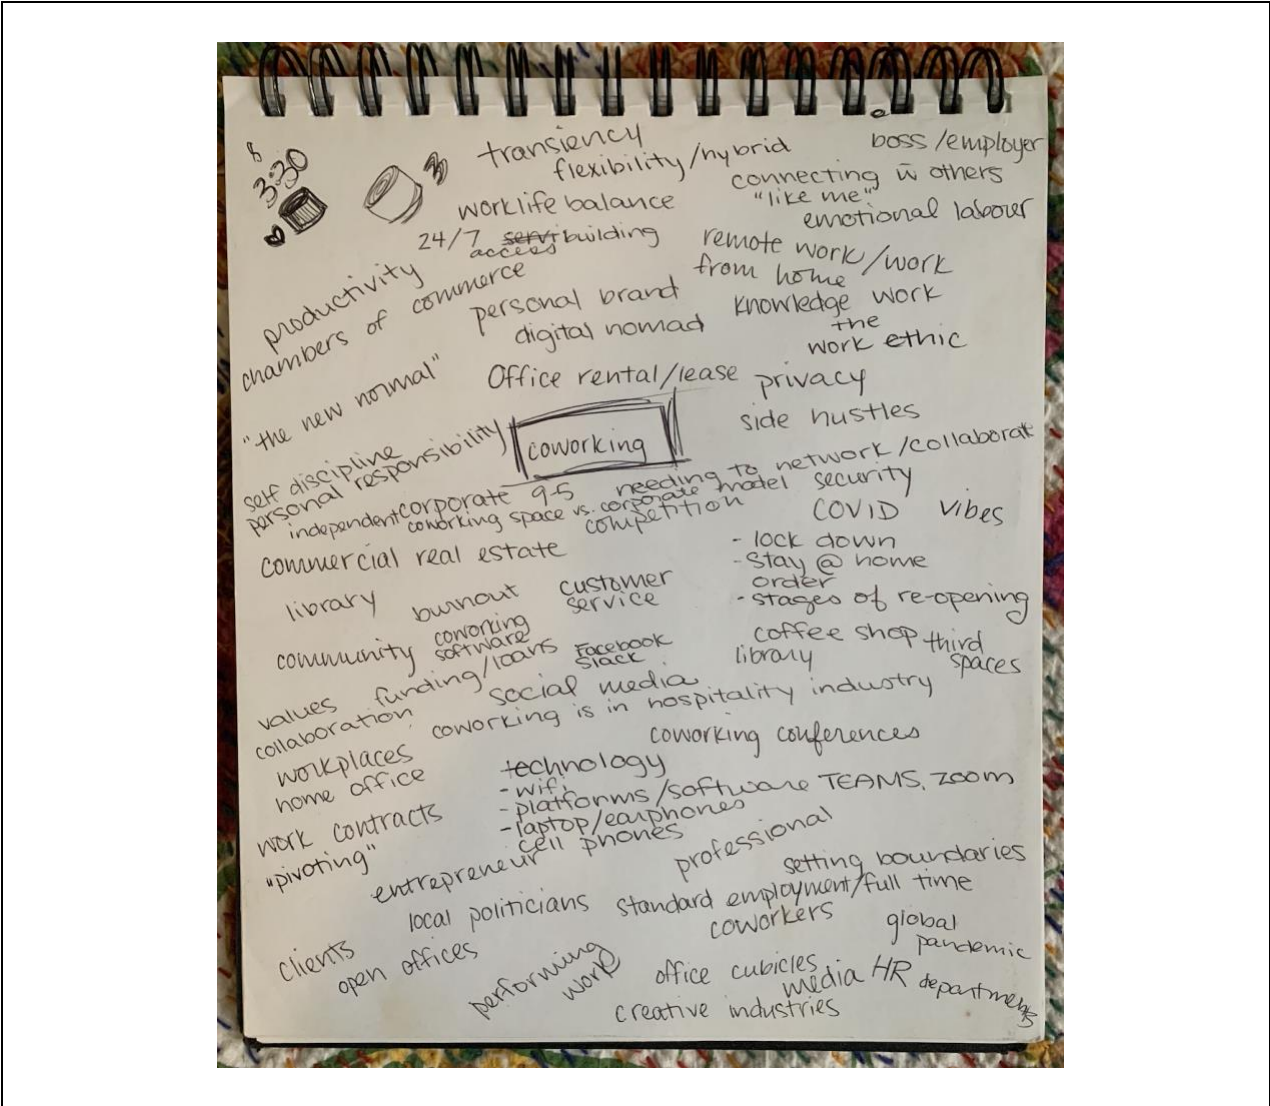 3:30
transiency
flexibility/hybrid
boss/employer
connecting w̄ others
"like me"
worklife balance
emotional labour
24/7 building
access
remote work/work
from home
productivity
chambers of commerce
personal brand
knowledge work
digital nomad
the
work ethic
"the new normal"
Office rental/lease
privacy
side hustles
coworking
self discipline
personal responsibility
needing to network/collaborat
corporate 9-5
independent coworking space vs. corporate model
security
competition
COVID
vibes
- lock down
- Stay @ home
order
- stages of re-opening
commercial real estate
library
burnout
customer
service
coworking
software
community
Facebook
Slack
coffee shop
third
spaces
library
values
funding/loans
social media
collaboration
coworking is in hospitality industry
workplaces
coworking conferences
home office
technology
- wifi
- platforms/software TEAMS, ZOOM
- laptop/earphones
cell phones
work contracts
"pivoting"
entrepreneur
professional
setting boundaries
local politicians
standard employment/full time
coworkers
global
pandemic
clients
open offices
performing
work
office cubicles
media
HR departments
creative industries